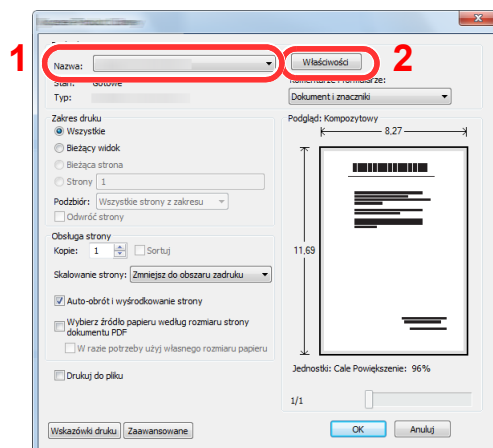 1
2
Nazwa:
Właściwości
Stan: Gotowe
Komentarze i formularze:
Typ:
Dokument i znaczniki
Zakres druku
Podgląd: Kompozytowy
Wszystkie
8,27
Bieżący widok
Bieżąca strona
Strony 1
Podzbiór: Wszystkie strony z zakresu
Odwróć strony
Obsługa strony
Kopie: 1 Sortuj
11,69
Skalowanie strony: Zmniejsz do obszaru zadruku
Auto-obrót i wyśrodkowanie strony
Wybierz źródło papieru według rozmiaru strony
dokumentu PDF
W razie potrzeby użyj własnego rozmiaru papieru
Jednostki: Cale Powiększenie: 96%
Drukuj do pliku
1/1
Wskazówki druku Zaawansowane OK Anuluj